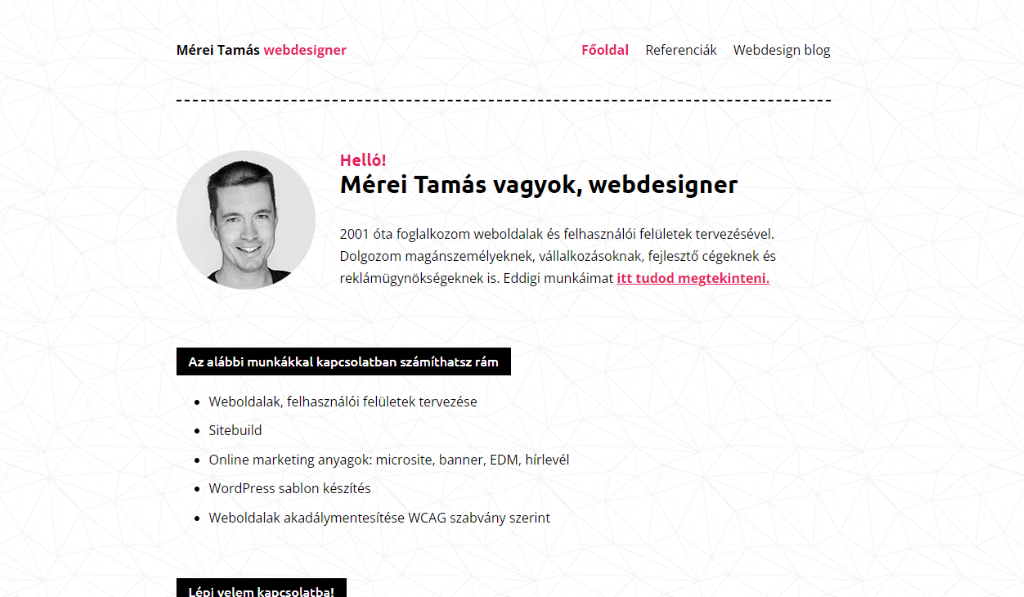 Mérei Tamás webdesigner
Főoldal Referenciák Webdesign blog
Helló!
Mérei Tamás vagyok, webdesigner
2001 óta foglalkozom weboldalak és felhasználói felületek tervezésével.
Dolgozom magánszemélyeknek, vállalkozásoknak, fejlesztő cégeknek és
reklámügynökségeknek is. Eddigi munkáimat itt tudod megtekinteni.
Az alábbi munkákkal kapcsolatban számíthatsz rám
Weboldalak, felhasználói felületek tervezése
Sitebuild
Online marketing anyagok: microsite, banner, EDM, hírlevél
WordPress sablon készítés
Weboldalak akadálymentesítése WCAG szabvány szerint
Lépj velem kapcsolatba!